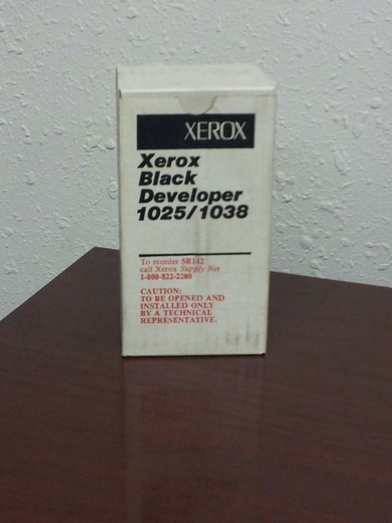 XEROX
Xerox
Black
Developer
1025/1038
To reorder 5R142
call Xerox Supply Net
1-800-822-2200
CAUTION:
TO BE OPENED AND
INSTALLED ONLY
BY A TECHNICAL
REPRESENTATIVE.